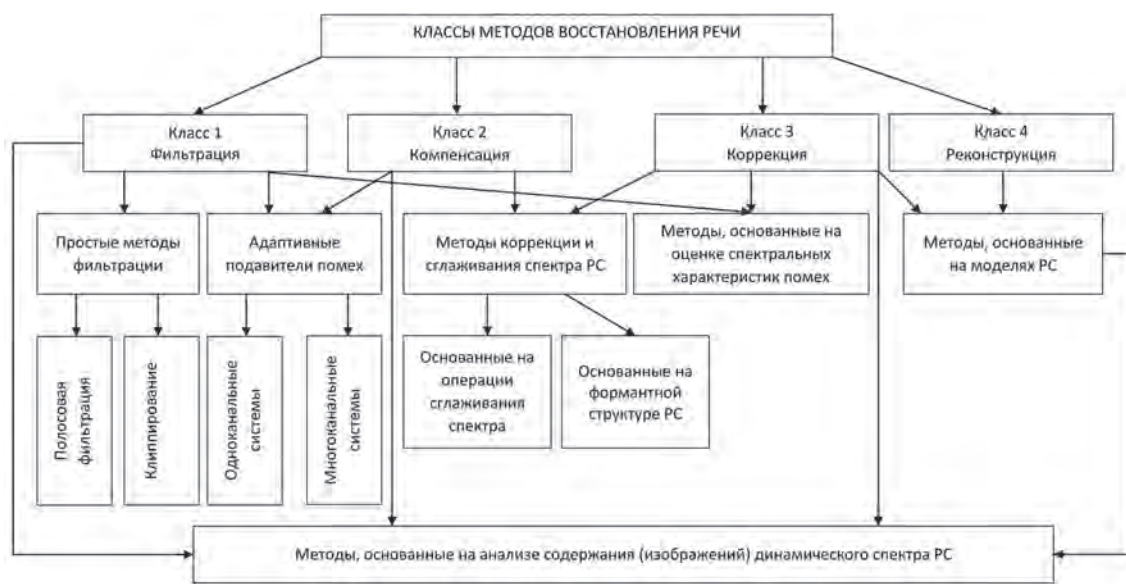 КЛАССЫ МЕТОДОВ ВОССТАНОВЛЕНИЯ РЕЧИ
Класс 1
Фильтрация
Класс 2
Компенсация
Класс 3
Коррекция
Класс 4
Реконструкция
Простые методы
фильтрации
Адаптивные
подавители помех
Методы коррекции и
сглаживания спектра РС
Методы, основанные на
оценке спектральных
характеристик помех
Методы, основанные
на моделях РС
Полосовая
фильтрация
Клиппирование
Одноканальные
системы
Многоканальные
системы
Основанные на
операции
сглаживания
спектра
Основанные на
формантной
структуре РС
Методы, основанные на анализе содержания (изображений) динамического спектра РС